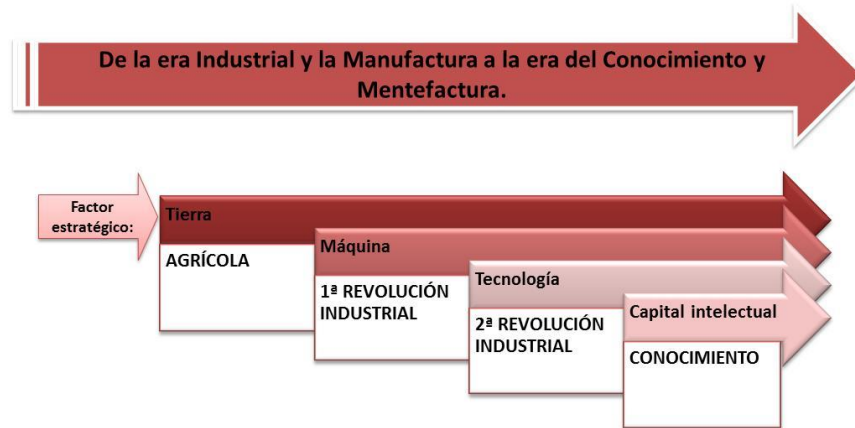 De la era Industrial y la Manufactura a la era del Conocimiento y
Mentefactura.
Factor
estratégico:
Tierra
AGRÍCOLA
Máquina
1ª REVOLUCIÓN
INDUSTRIAL
Tecnología
2ª REVOLUCIÓN
INDUSTRIAL
Capital intelectual
CONOCIMIENTO